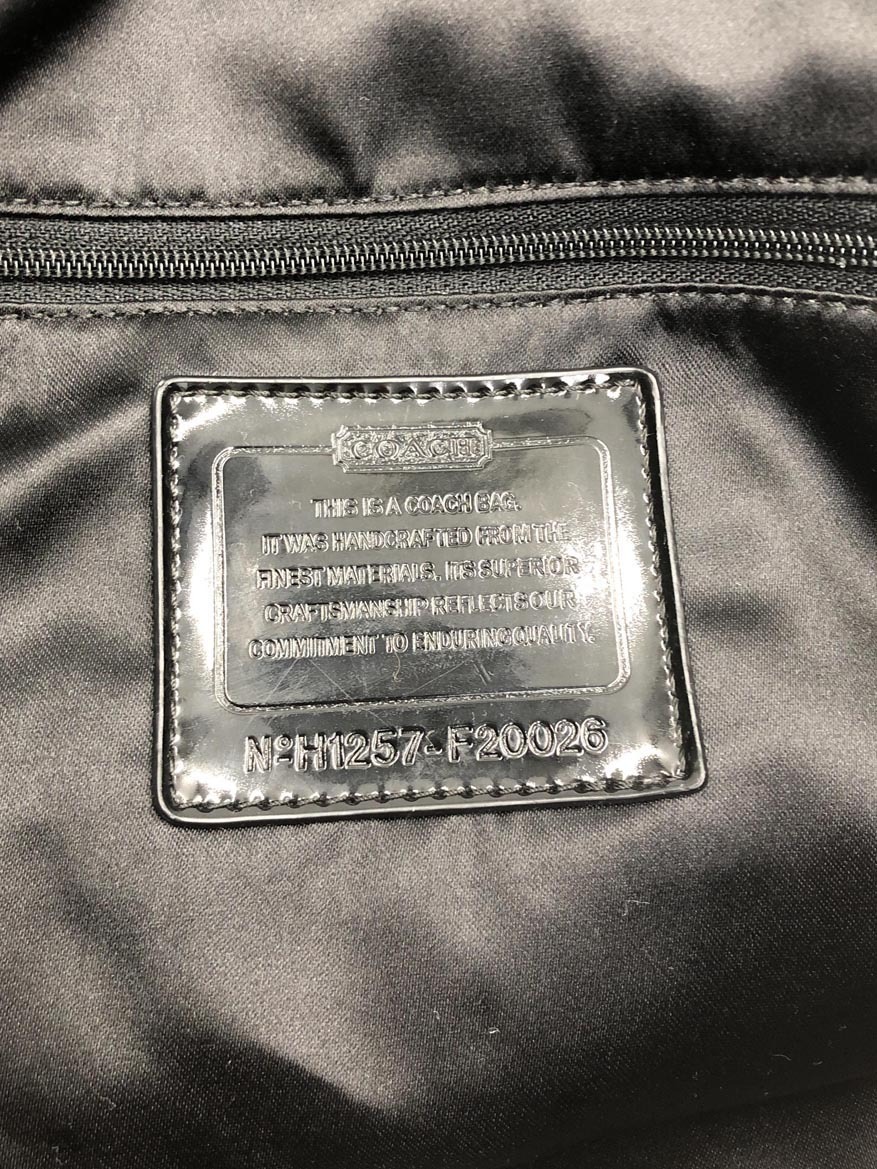 COACH
THIS IS A COACH BAG.
IT WAS HANDCRAFTED FROM THE
FINEST MATERIALS. ITS SUPERIOR
CRAFTSMANSHIP REFLECTS OUR
COMMITMENT TO ENDURING QUALITY.
Nº H1257-F20026